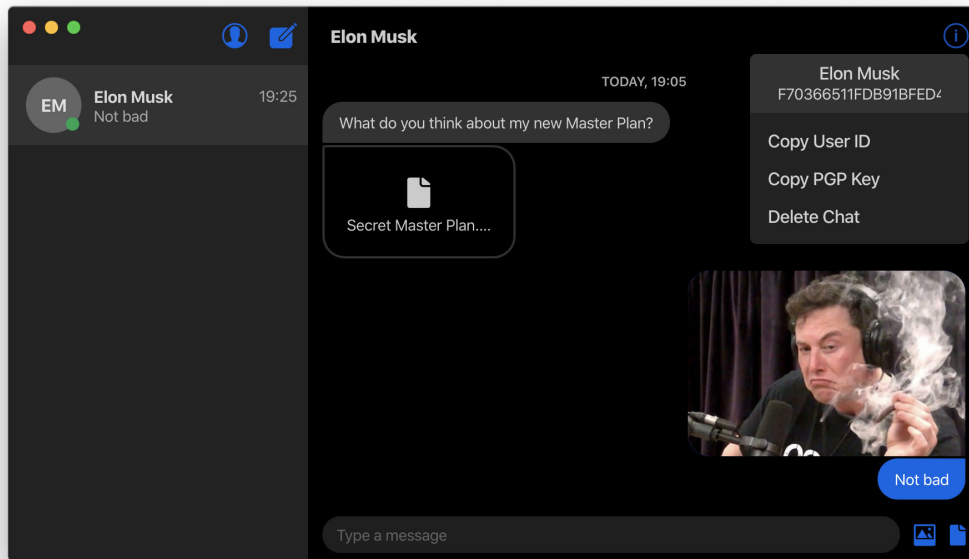 Elon Musk
EM
Elon Musk
19:25
Not bad
TODAY, 19:05
What do you think about my new Master Plan?
Secret Master Plan....
Elon Musk
F70366511FDB91BFED
Copy User ID
Copy PGP Key
Delete Chat
Not bad
Type a message